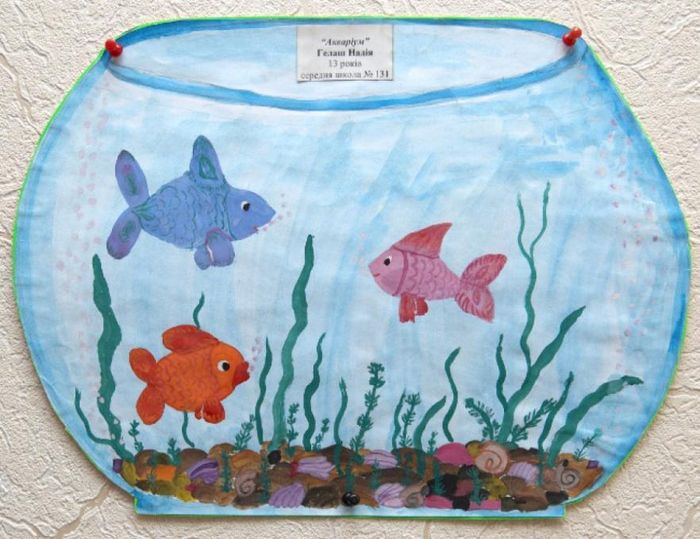 "Акваріум"
Гелаш Надія
13 років
середня школа № 131